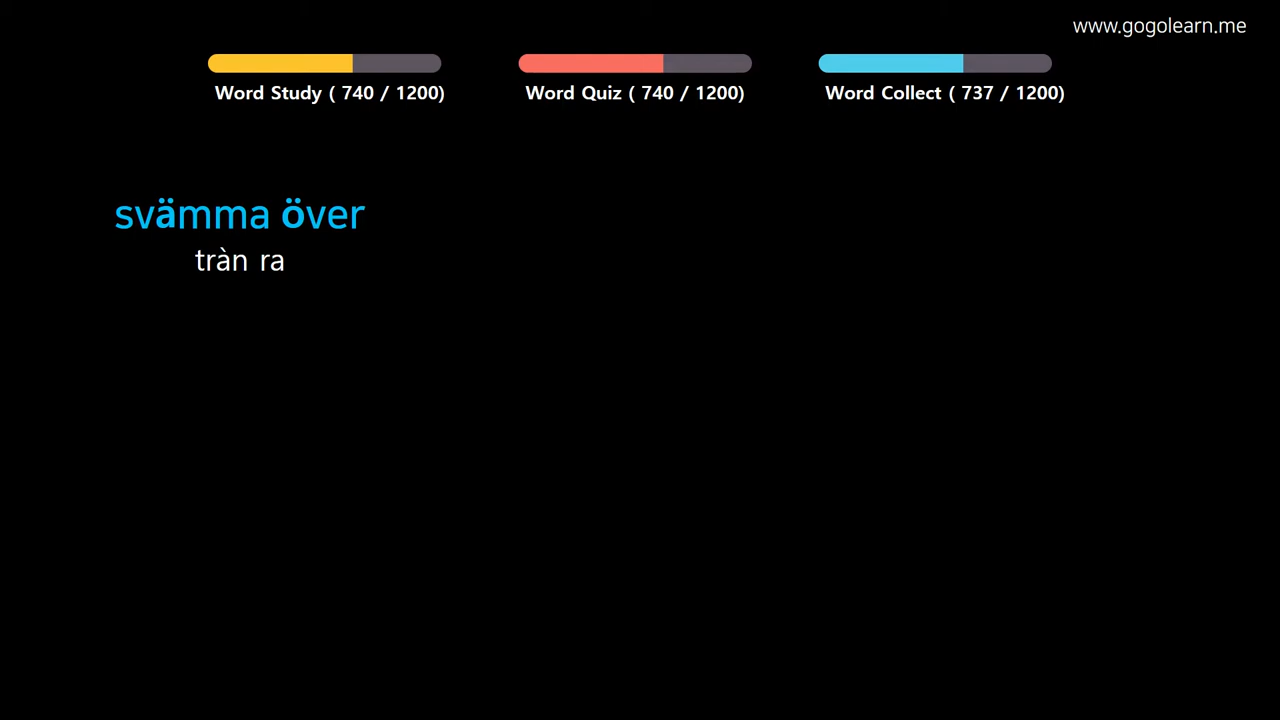 www.gogolearn.me
Word Study ( 740 / 1200)
Word Quiz ( 740 / 1200)
Word Collect ( 737 / 1200)
svämma över
tràn ra